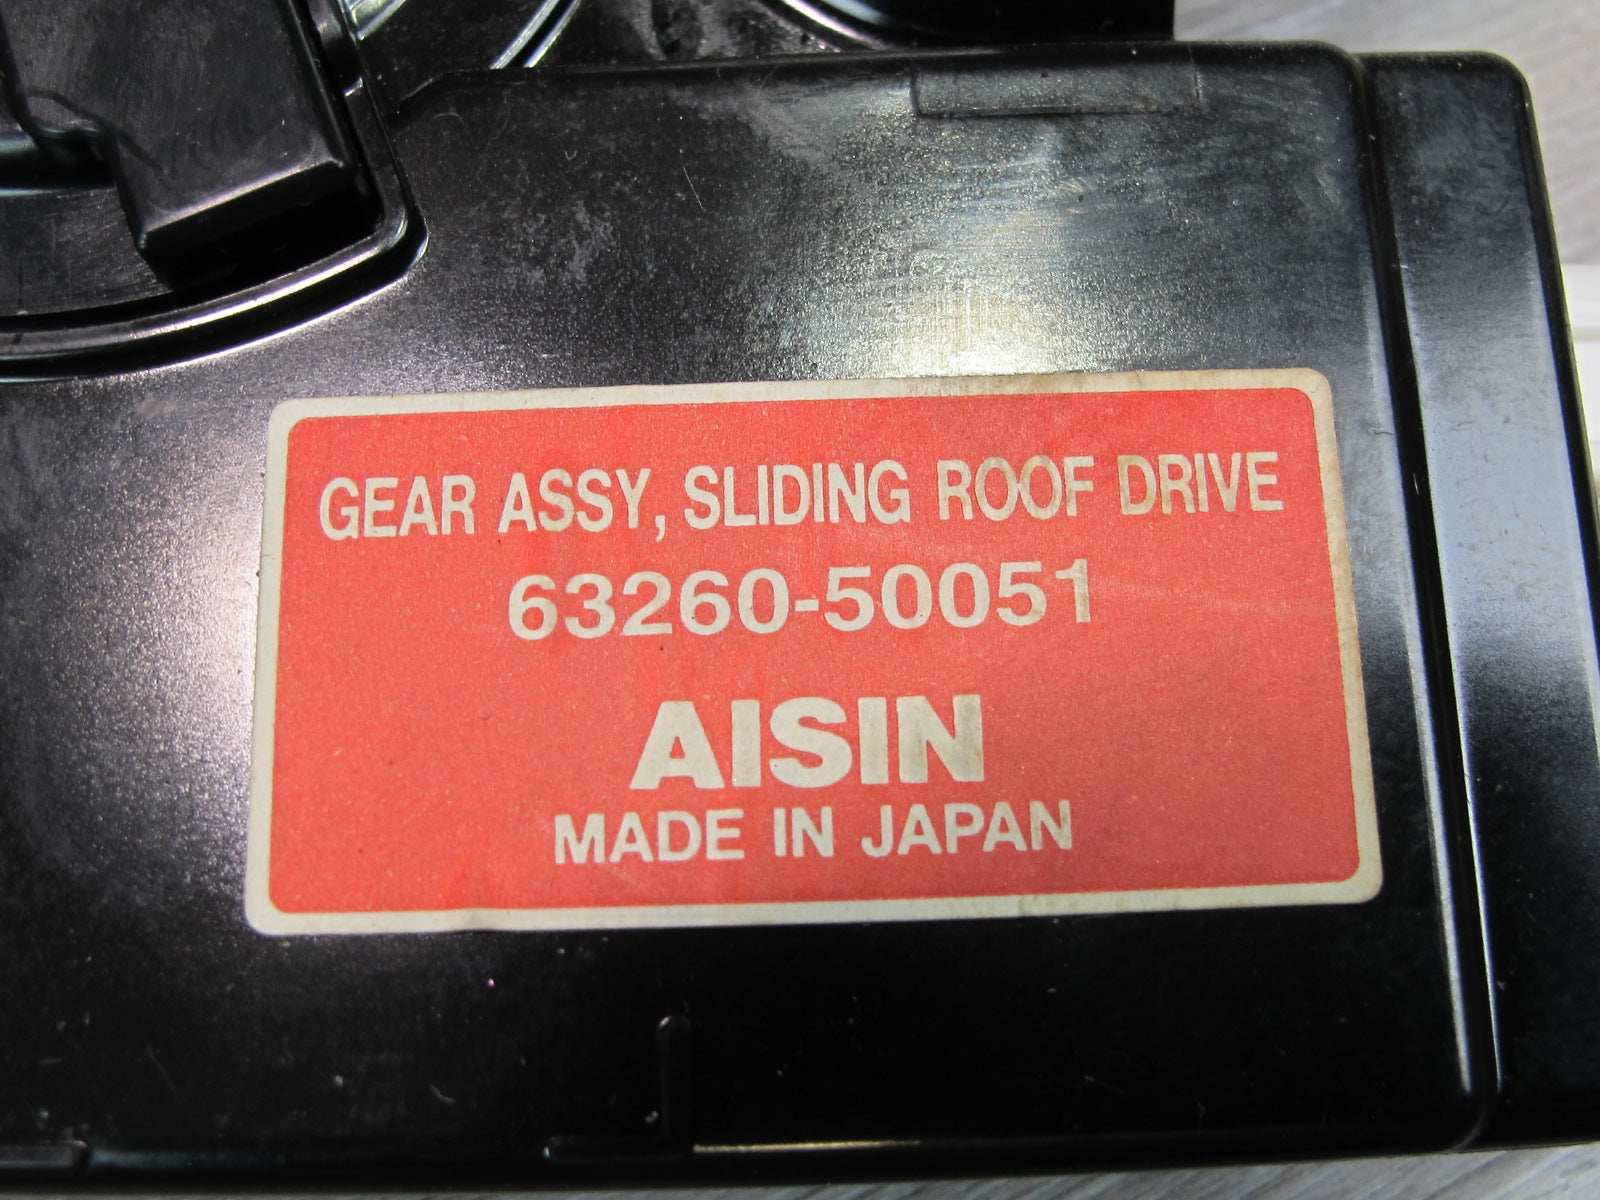 GEAR ASSY, SLIDING ROOF DRIVE
63260-50051
AISIN
MADE IN JAPAN